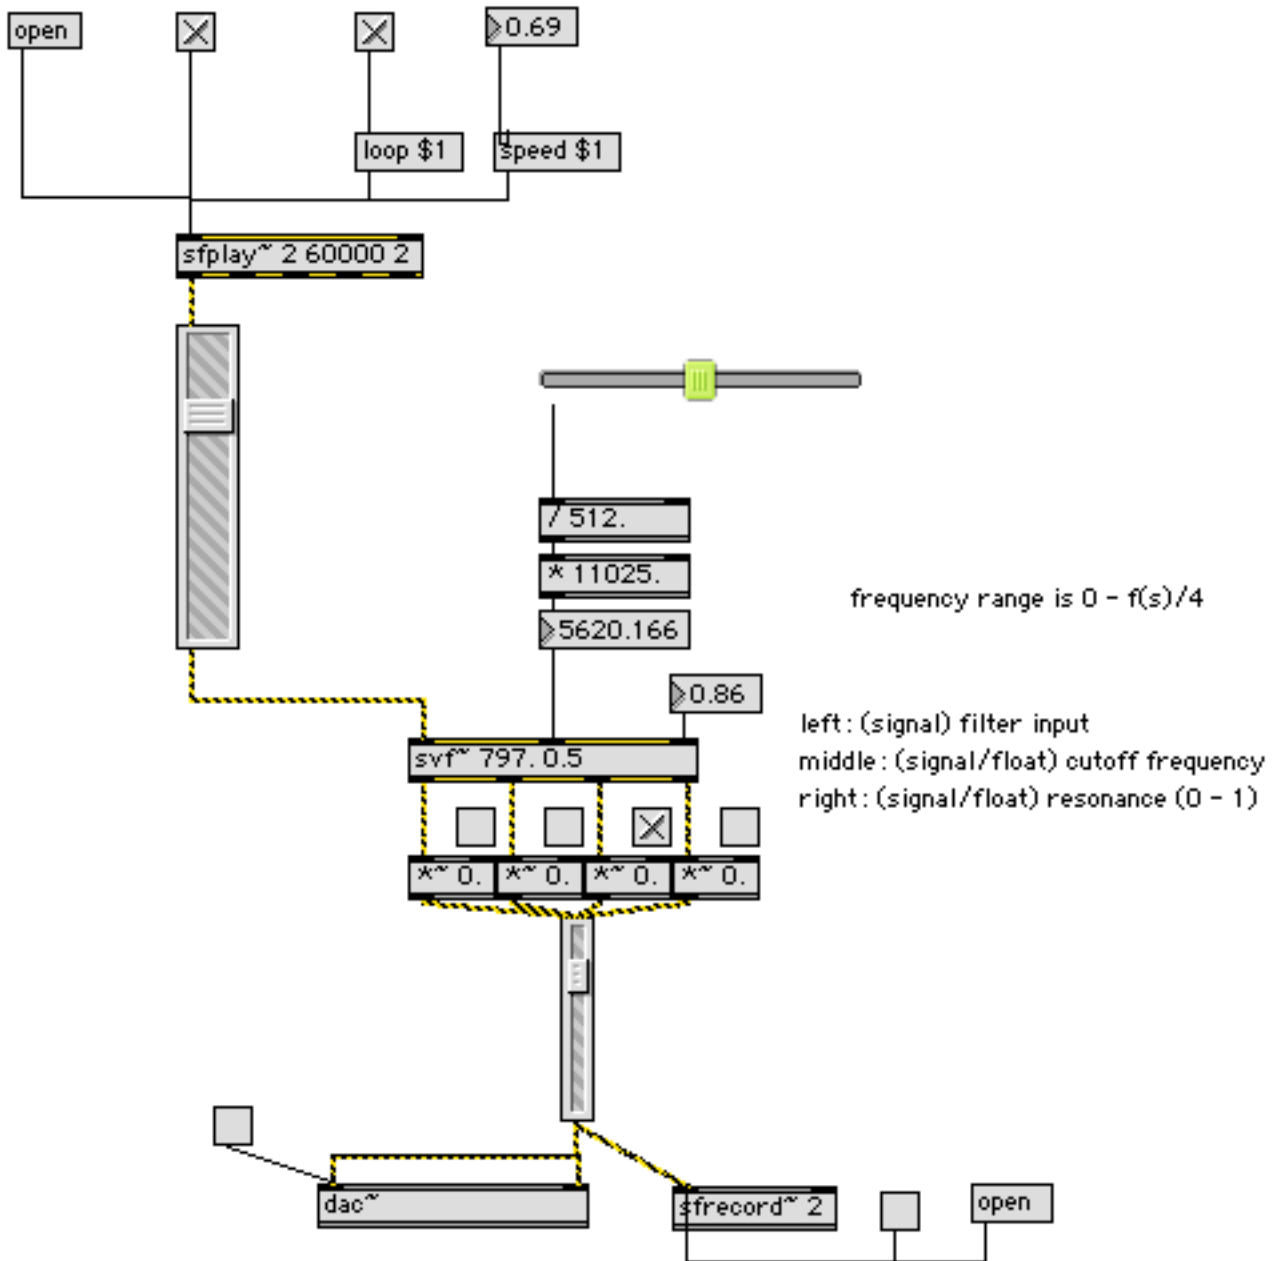 open
0.69
loop $1
speed $1
sfplay~ 2 60000 2
/ 512.
* 11025.
frequency range is 0 - f(s)/4
5620.166
0.86
left: (signal) filter input
svf~ 797. 0.5
middle: (signal/float) cutoff frequency
right: (signal/float) resonance (0 - 1)
*~ 0.
*~ 0.
*~ 0.
*~ 0.
dac~
sfrecord~ 2
open